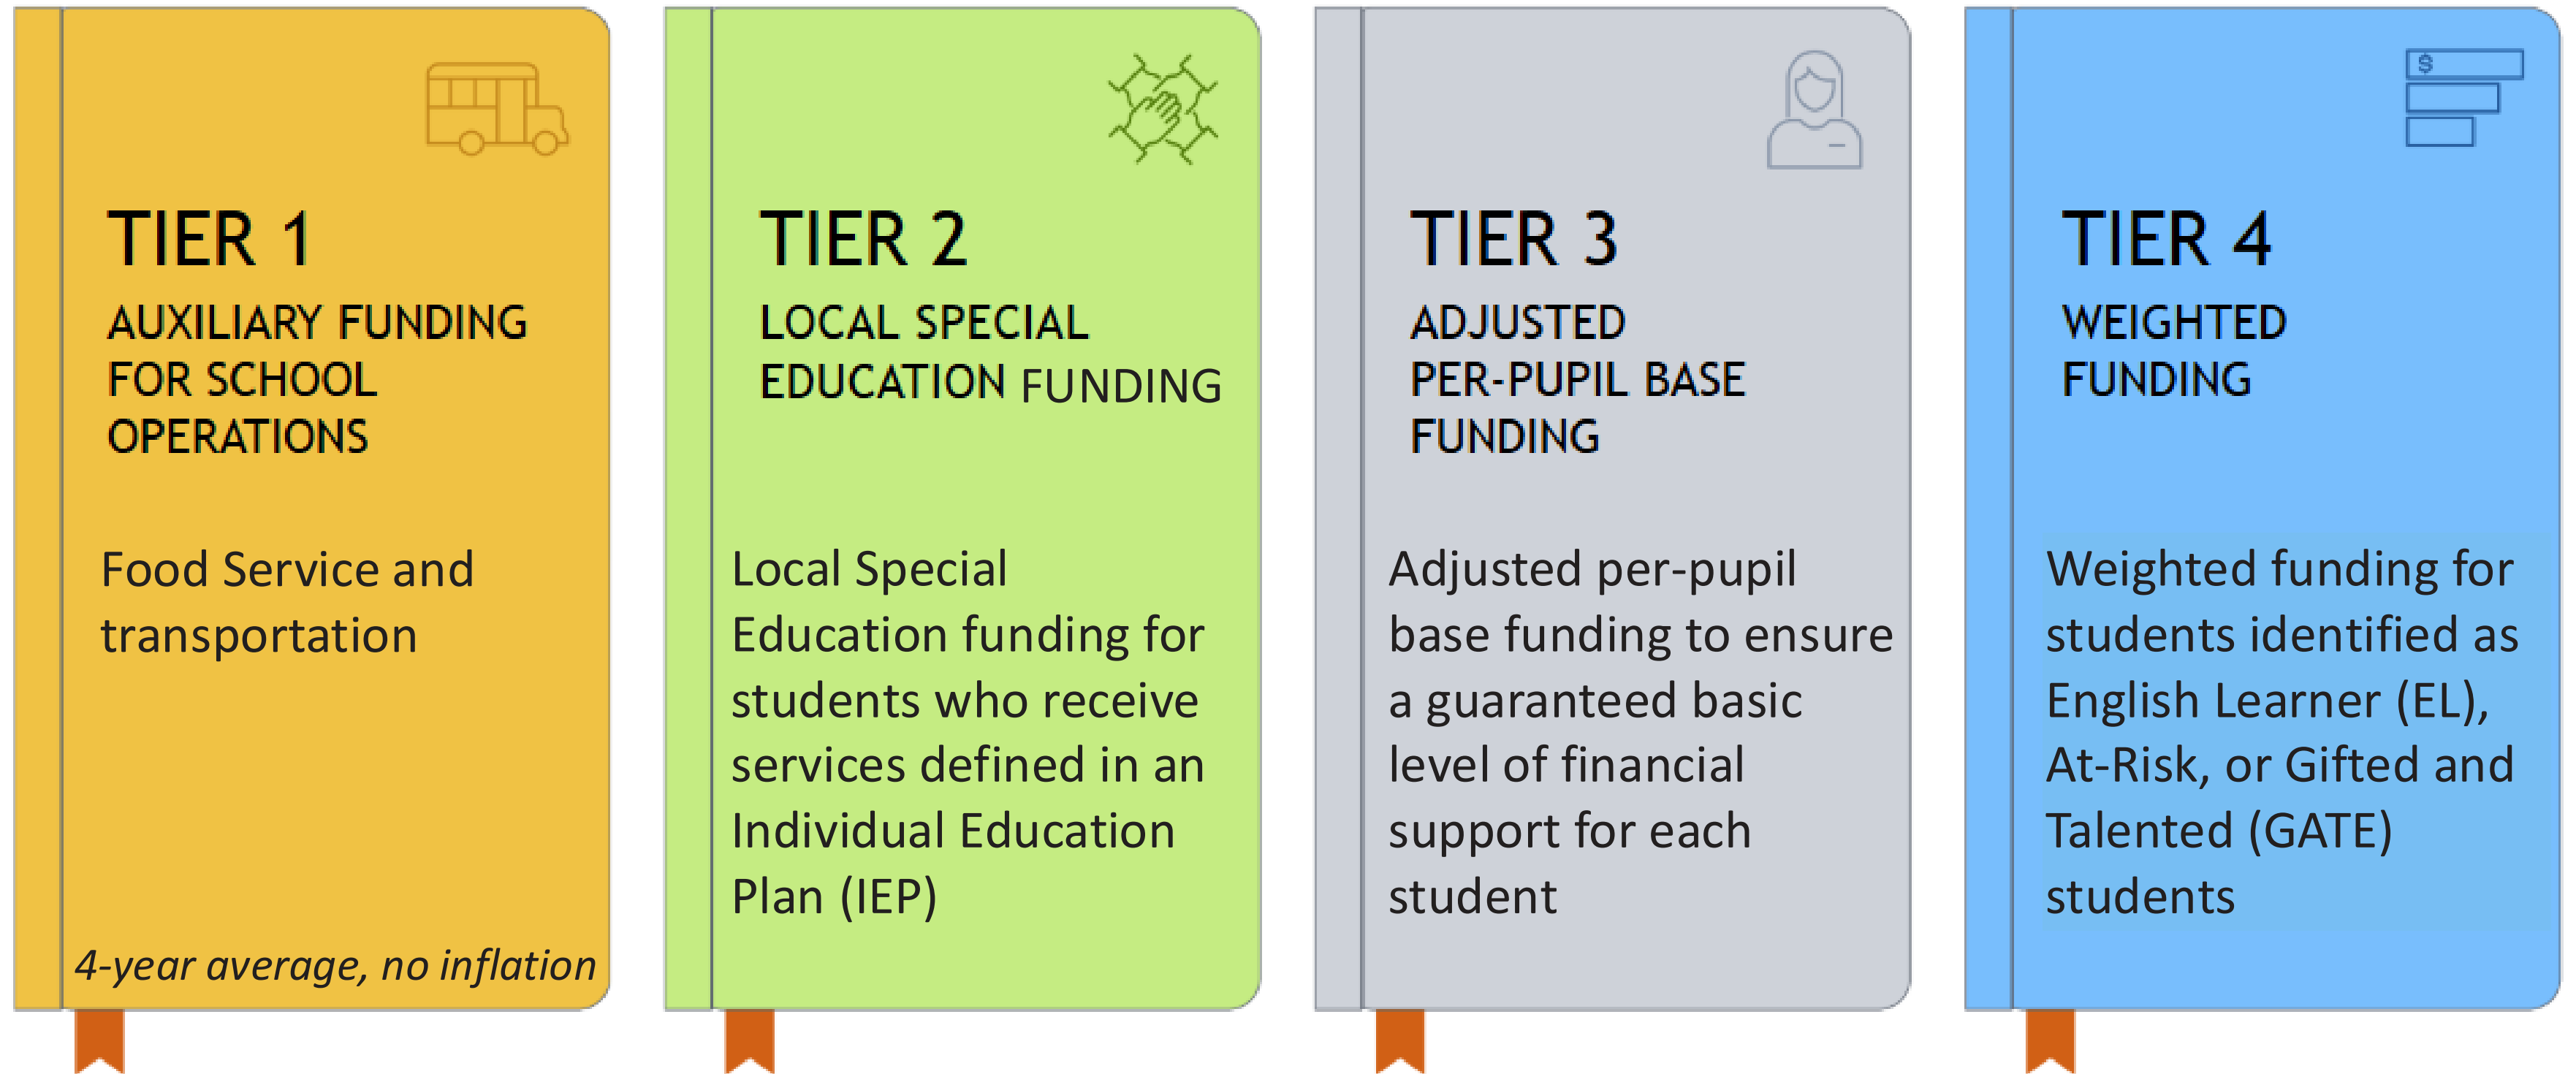 $
TIER 1
AUXILIARY FUNDING
FOR SCHOOL
OPERATIONS
Food Service and
transportation
4-year average, no inflation
TIER 2
LOCAL SPECIAL
EDUCATION FUNDING
Local Special
Education funding for
students who receive
services defined in an
Individual Education
Plan (IEP)
TIER 3
ADJUSTED
PER-PUPIL BASE
FUNDING
Adjusted per-pupil
base funding to ensure
a guaranteed basic
level of financial
support for each
student
TIER 4
WEIGHTED
FUNDING
Weighted funding for
students identified as
English Learner (EL),
At-Risk, or Gifted and
Talented (GATE)
students